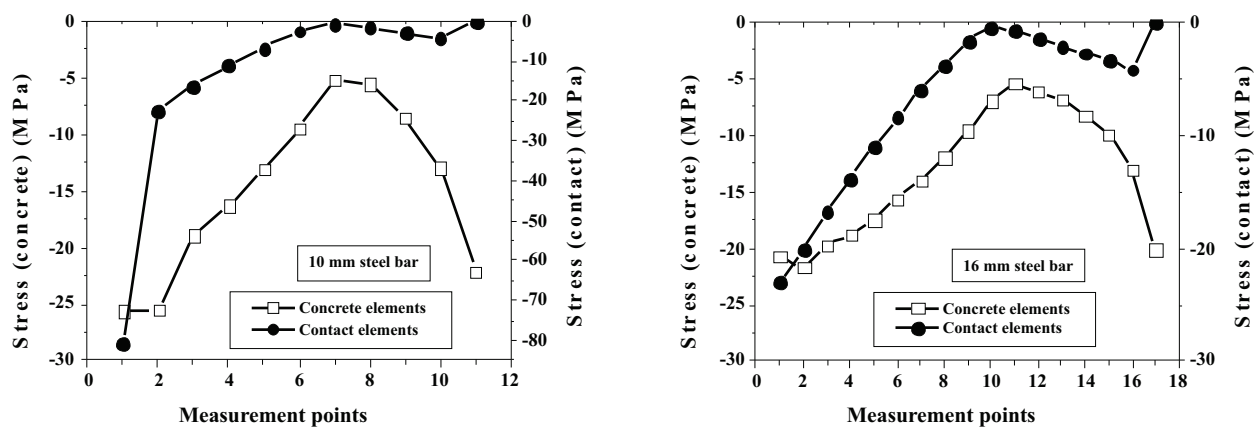 0
-5
-10
-15
-20
-25
-30
Stress (concrete) (MPa)
0
-10
-20
-30
-40
-50
-60
-70
-80
Stress (contact) (MPa)
10 mm steel bar
Concrete elements
Contact elements
0 2 4 6 8 10 12
Measurement points
0
-5
-10
-15
-20
-25
-30
Stress (concrete) (MPa)
0
-10
-20
-30
Stress (contact) (MPa)
16 mm steel bar
Concrete elements
Contact elements
0 2 4 6 8 10 12 14 16 18
Measurement points